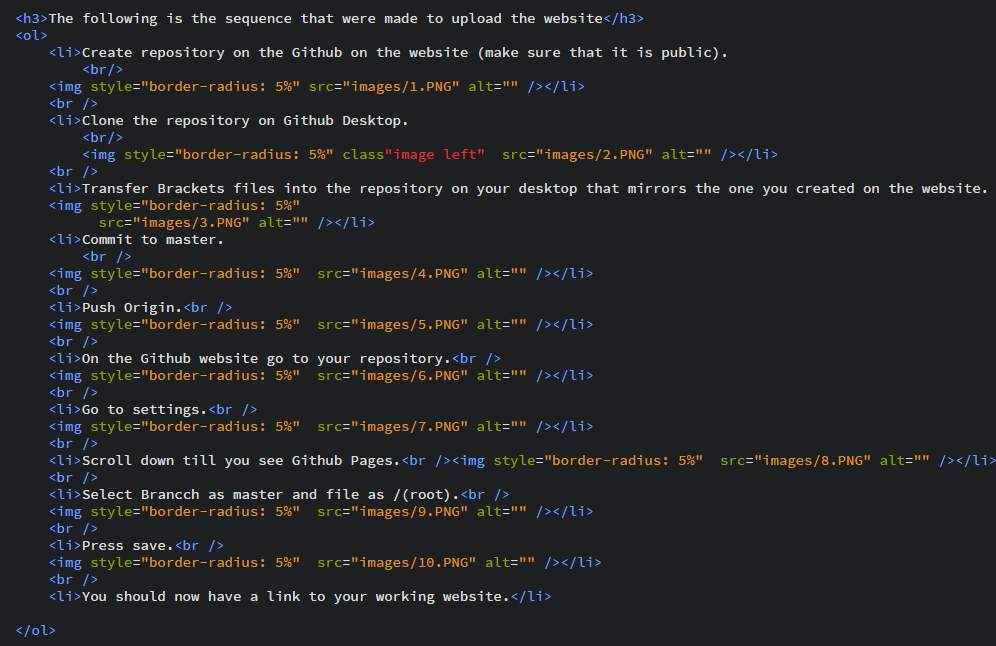 <h3>The following is the sequence that were made to upload the website</h3>
<ol>
    <li>Create repository on the Github on the website (make sure that it is public).
        <br/>
    <img style="border-radius: 5%" src="images/1.PNG" alt="" /></li>
    <br />
    <li>Clone the repository on Github Desktop.
        <br/>
        <img style="border-radius: 5%" class"image left"  src="images/2.PNG" alt="" /></li>
    <br />
    <li>Transfer Brackets files into the repository on your desktop that mirrors the one you created on the website.
    <img style="border-radius: 5%"
          src="images/3.PNG" alt="" /></li>
    <li>Commit to master.
        <br />
    <img style="border-radius: 5%"  src="images/4.PNG" alt="" /></li>
    <br />
    <li>Push Origin.<br />
    <img style="border-radius: 5%"  src="images/5.PNG" alt="" /></li>
    <br />
    <li>On the Github website go to your repository.<br />
    <img style="border-radius: 5%"  src="images/6.PNG" alt="" /></li>
    <br />
    <li>Go to settings.<br />
    <img style="border-radius: 5%"  src="images/7.PNG" alt="" /></li>
    <br />
    <li>Scroll down till you see Github Pages.<br /><img style="border-radius: 5%"  src="images/8.PNG" alt="" /></li>
    <br />
    <li>Select Brancch as master and file as /(root).<br />
    <img style="border-radius: 5%"  src="images/9.PNG" alt="" /></li>
    <br />
    <li>Press save.<br />
    <img style="border-radius: 5%"  src="images/10.PNG" alt="" /></li>
    <br />
    <li>You should now have a link to your working website.</li>

</ol>